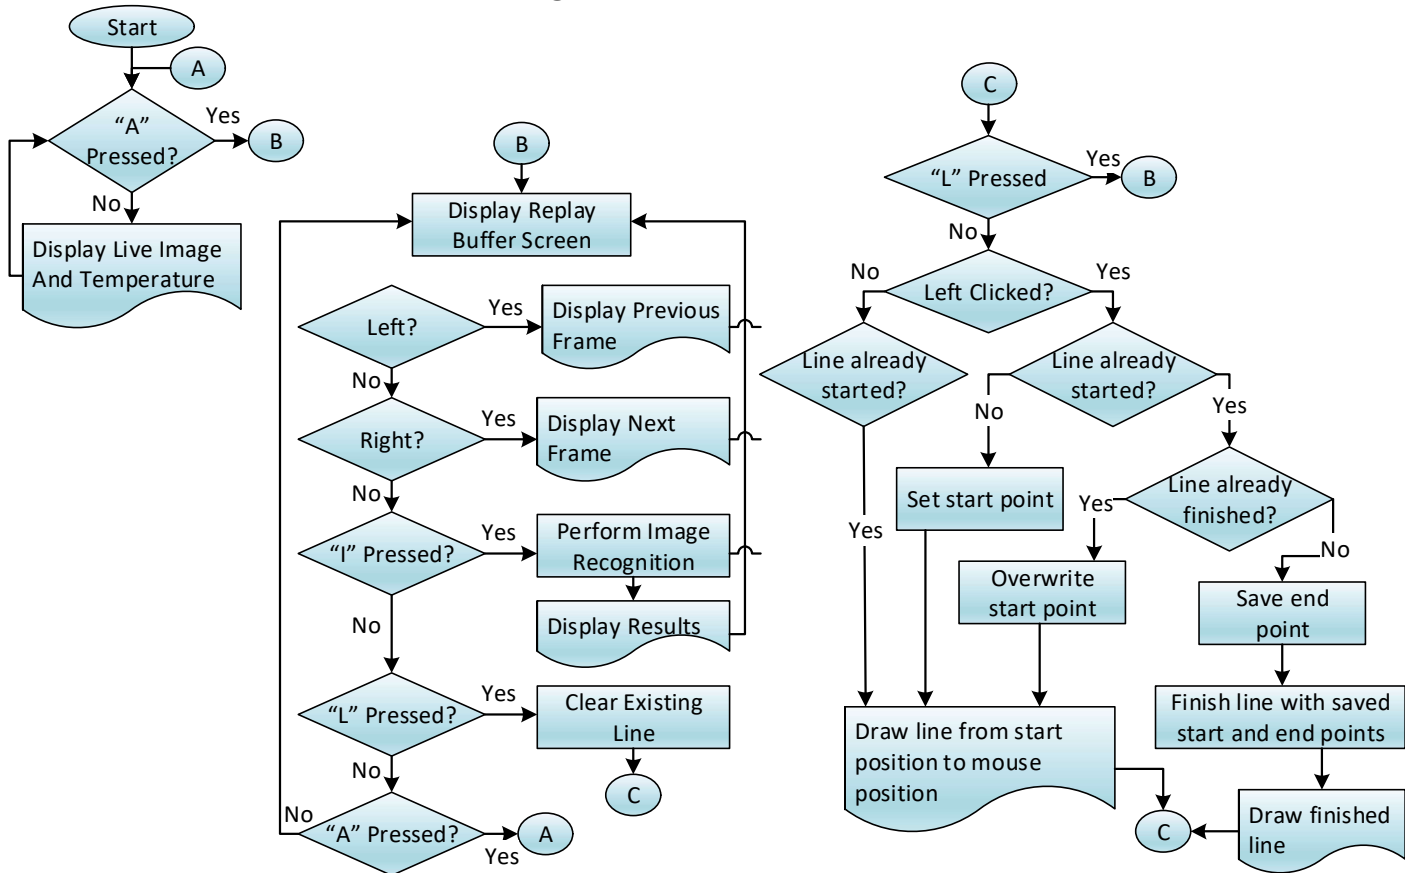 Start
A
“A”
Pressed?
Yes
B
No
Display Live Image
And Temperature
B
Display Replay
Buffer Screen
Left?
Yes
Display Previous
Frame
No
Right?
Yes
Display Next
Frame
No
“I” Pressed?
Yes
Perform Image
Recognition
Display Results
No
“L” Pressed?
Yes
Clear Existing
Line
C
No
“A” Pressed?
No
Yes
A
C
“L” Pressed
Yes
B
No
Left Clicked?
No
Yes
Line already
started?
Yes
Line already
started?
No
Yes
Set start point
Line already
finished?
Yes
No
Overwrite
start point
Save end
point
Finish line with saved
start and end points
Draw line from start
position to mouse
position
C
Draw finished
line